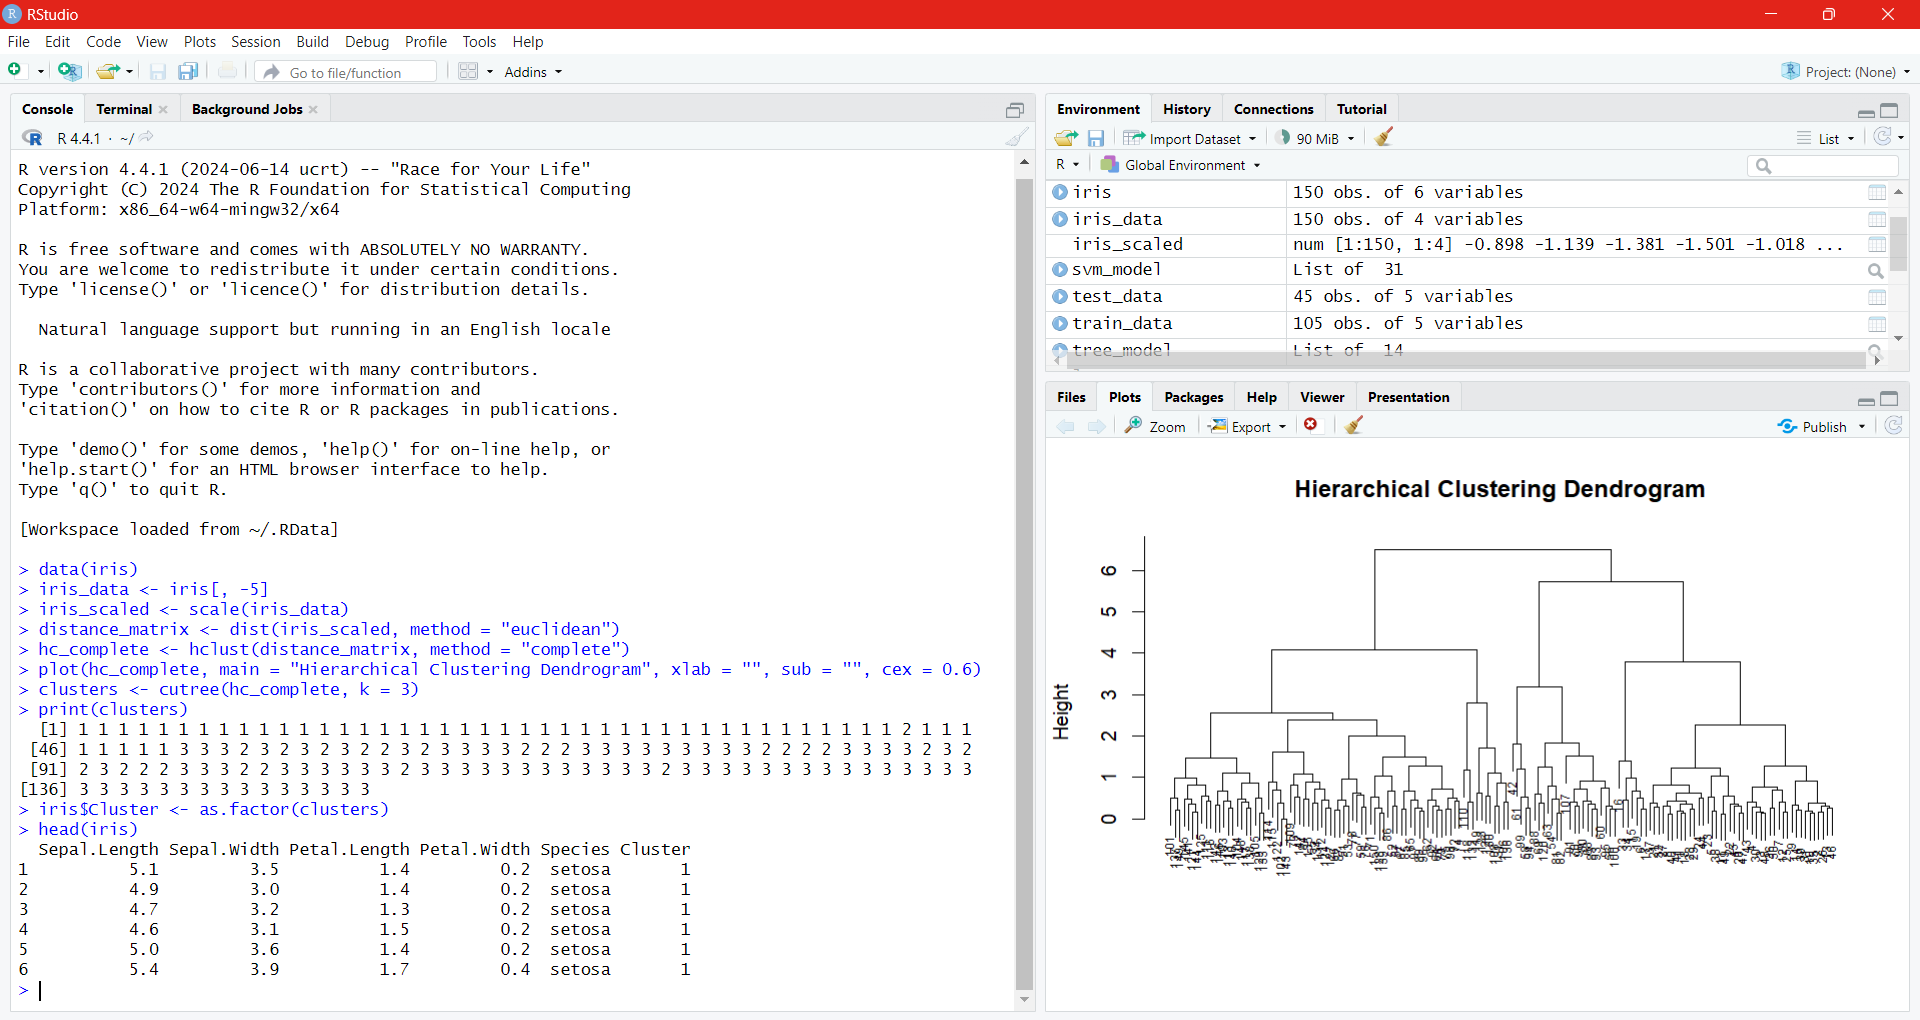 RStudio
File Edit Code View Plots Session Build Debug Profile Tools Help
Go to file/function Addins Project: (None)
Console Terminal Background Jobs
R 4.4.1 · ~/
R version 4.4.1 (2024-06-14 ucrt) -- "Race for Your Life"
Copyright (C) 2024 The R Foundation for Statistical Computing
Platform: x86_64-w64-mingw32/x64
R is free software and comes with ABSOLUTELY NO WARRANTY.
You are welcome to redistribute it under certain conditions.
Type 'license()' or 'licence()' for distribution details.
Natural language support but running in an English locale
R is a collaborative project with many contributors.
Type 'contributors()' for more information and
'citation()' on how to cite R or R packages in publications.
Type 'demo()' for some demos, 'help()' for on-line help, or
'help.start()' for an HTML browser interface to help.
Type 'q()' to quit R.
[Workspace loaded from ~/.RData]
> data(iris)
> iris_data <- iris[, -5]
> iris_scaled <- scale(iris_data)
> distance_matrix <- dist(iris_scaled, method = "euclidean")
> hc_complete <- hclust(distance_matrix, method = "complete")
> plot(hc_complete, main = "Hierarchical Clustering Dendrogram", xlab = "", sub = "", cex = 0.6)
> clusters <- cutree(hc_complete, k = 3)
> print(clusters)
[1] 1 1 1 1 1 1 1 1 1 1 1 1 1 1 1 1 1 1 1 1 1 1 1 1 1 1 1 1 1 1 1 1 1 1 1 1 1 1 1 1 1 2 1 1 1
[46] 1 1 1 1 1 3 3 3 2 3 2 3 2 3 2 2 3 2 3 3 3 3 2 2 2 3 3 3 3 3 3 3 3 3 2 2 2 2 3 3 3 3 2 3 2
[91] 2 3 2 2 2 3 3 3 2 2 3 3 3 3 3 3 2 3 3 3 3 3 3 3 3 3 3 3 3 2 3 3 3 3 3 3 3 3 3 3 3 3 3 3 3
[136] 3 3 3 3 3 3 3 3 3 3 3 3 3 3 3
> iris$Cluster <- as.factor(clusters)
> head(iris)
Sepal.Length Sepal.Width Petal.Length Petal.Width Species Cluster
1 5.1 3.5 1.4 0.2 setosa 1
2 4.9 3.0 1.4 0.2 setosa 1
3 4.7 3.2 1.3 0.2 setosa 1
4 4.6 3.1 1.5 0.2 setosa 1
5 5.0 3.6 1.4 0.2 setosa 1
6 5.4 3.9 1.7 0.4 setosa 1
>
Environment History Connections Tutorial
Import Dataset 90 MiB List
R Global Environment
iris 150 obs. of 6 variables
iris_data 150 obs. of 4 variables
iris_scaled num [1:150, 1:4] -0.898 -1.139 -1.381 -1.501 -1.018 ...
svm_model List of 31
test_data 45 obs. of 5 variables
train_data 105 obs. of 5 variables
tree_model List of 14
Files Plots Packages Help Viewer Presentation
Zoom Export Publish
Hierarchical Clustering Dendrogram
Height
6
5
4
3
2
1
0
42
61
107
16
110